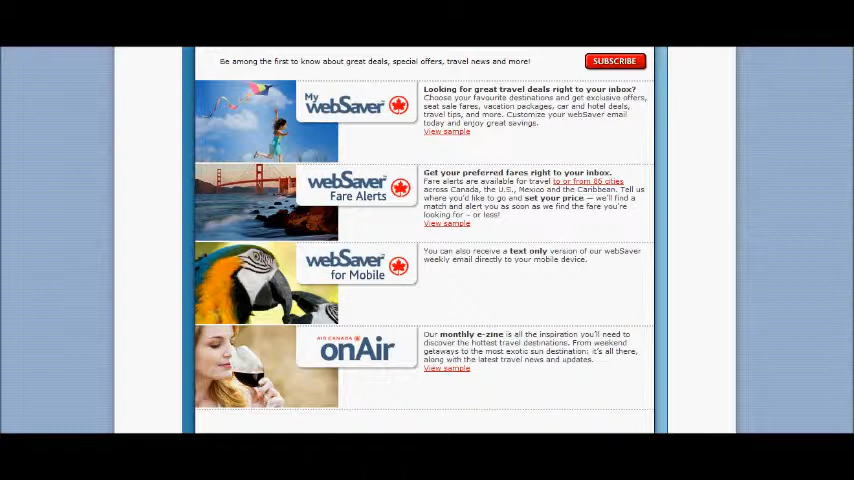 Be among the first to know about great deals, special offers, travel news and more!
SUBSCRIBE
My
webSaver™
Looking for great travel deals right to your inbox?
Choose your favourite destinations and get exclusive offers,
seat sale fares, vacation packages, car and hotel deals,
travel tips, and more. Customize your webSaver email
today and enjoy great savings.
View sample
webSaver™
Fare Alerts
Get your preferred fares right to your inbox.
Fare alerts are available for travel to or from 85 cities
across Canada, the U.S., Mexico and the Caribbean. Tell us
where you'd like to go and set your price — we'll find a
match and alert you as soon as we find the fare you're
looking for – or less!
View sample
webSaver™
for Mobile
You can also receive a text only version of our webSaver
weekly email directly to your mobile device.
AIR CANADA
onAir
Our monthly e-zine is all the inspiration you'll need to
discover the hottest travel destinations. From weekend
getaways to the most exotic sun destination: it's all there,
along with the latest travel news and updates.
View sample